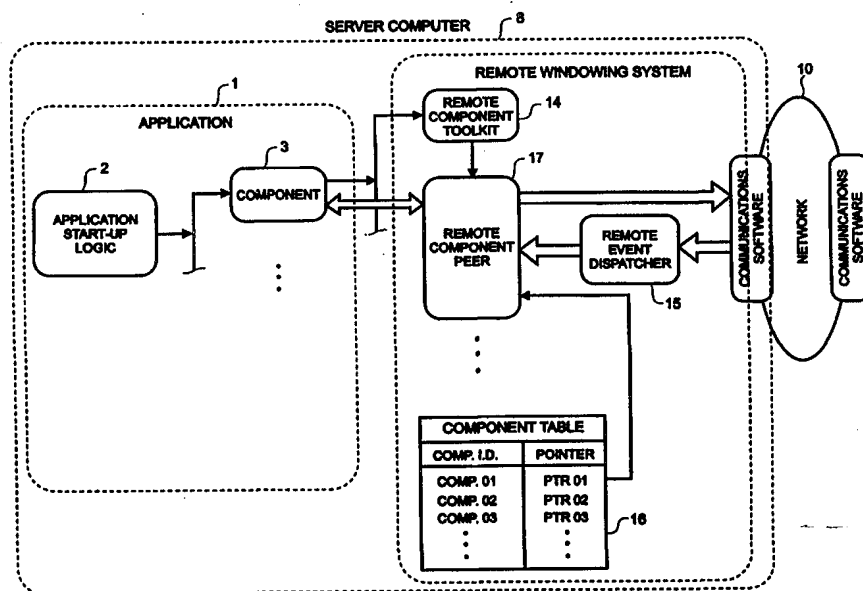 SERVER COMPUTER
8
REMOTE WINDOWING SYSTEM
10
1
APPLICATION
REMOTE
COMPONENT
TOOLKIT
14
2
3
17
APPLICATION
START-UP
LOGIC
COMPONENT
REMOTE
COMPONENT
PEER
REMOTE
EVENT
DISPATCHER
15
COMMUNICATIONS
SOFTWARE
NETWORK
COMMUNICATIONS
SOFTWARE
COMPONENT TABLE
COMP. I.D. POINTER
COMP. 01 PTR 01
COMP. 02 PTR 02
COMP. 03 PTR 03
16